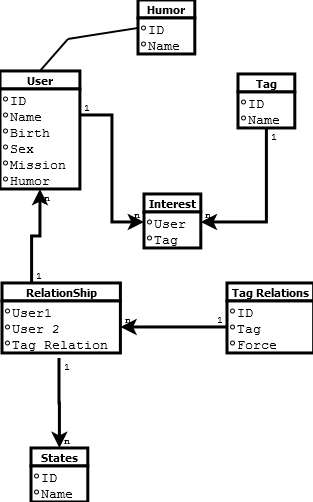 Humor
ID
Name
User
ID
Name
Birth
Sex
Mission
Humor
1
n
Tag
ID
Name
1
Interest
User
Tag
n
n
1
RelationShip
User1
User 2
Tag Relation
n
1
Tag Relations
ID
Tag
Force
1
n
States
ID
Name